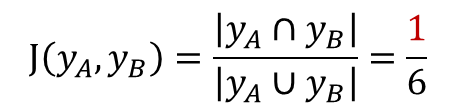 J(y_A, y_B) = |y_A ∩ y_B| / |y_A ∪ y_B| = 1/6